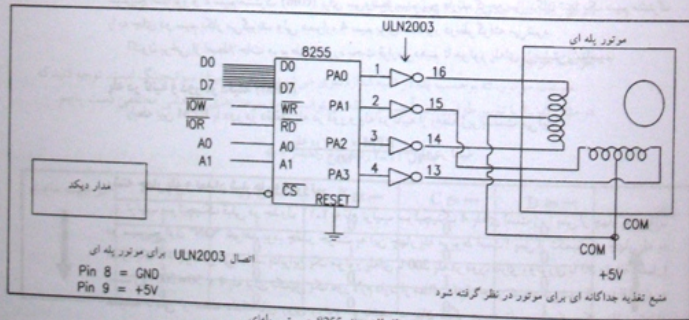 ULN2003
موتور پله ای
8255
D0 D0 PA0 1 16
D7 D7 PA1 2 15
IOW WR
IOR RD PA2 3 14
A0 A0
A1 A1 PA3 4 13
مدار دیکد
CS
RESET
COM
COM
+5V
اتصال ULN2003 برای موتور پله ای
Pin 8 = GND
Pin 9 = +5V
منبع تغذیه جداگانه ای برای موتور در نظر گرفته شود